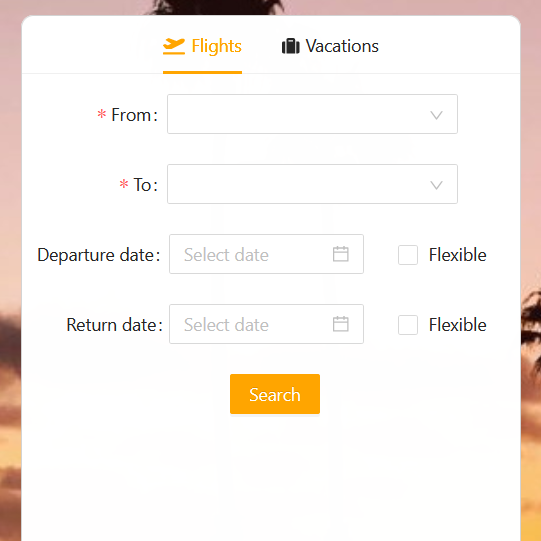 Flights Vacations
* From:
* To:
Departure date: Select date Flexible
Return date: Select date Flexible
Search